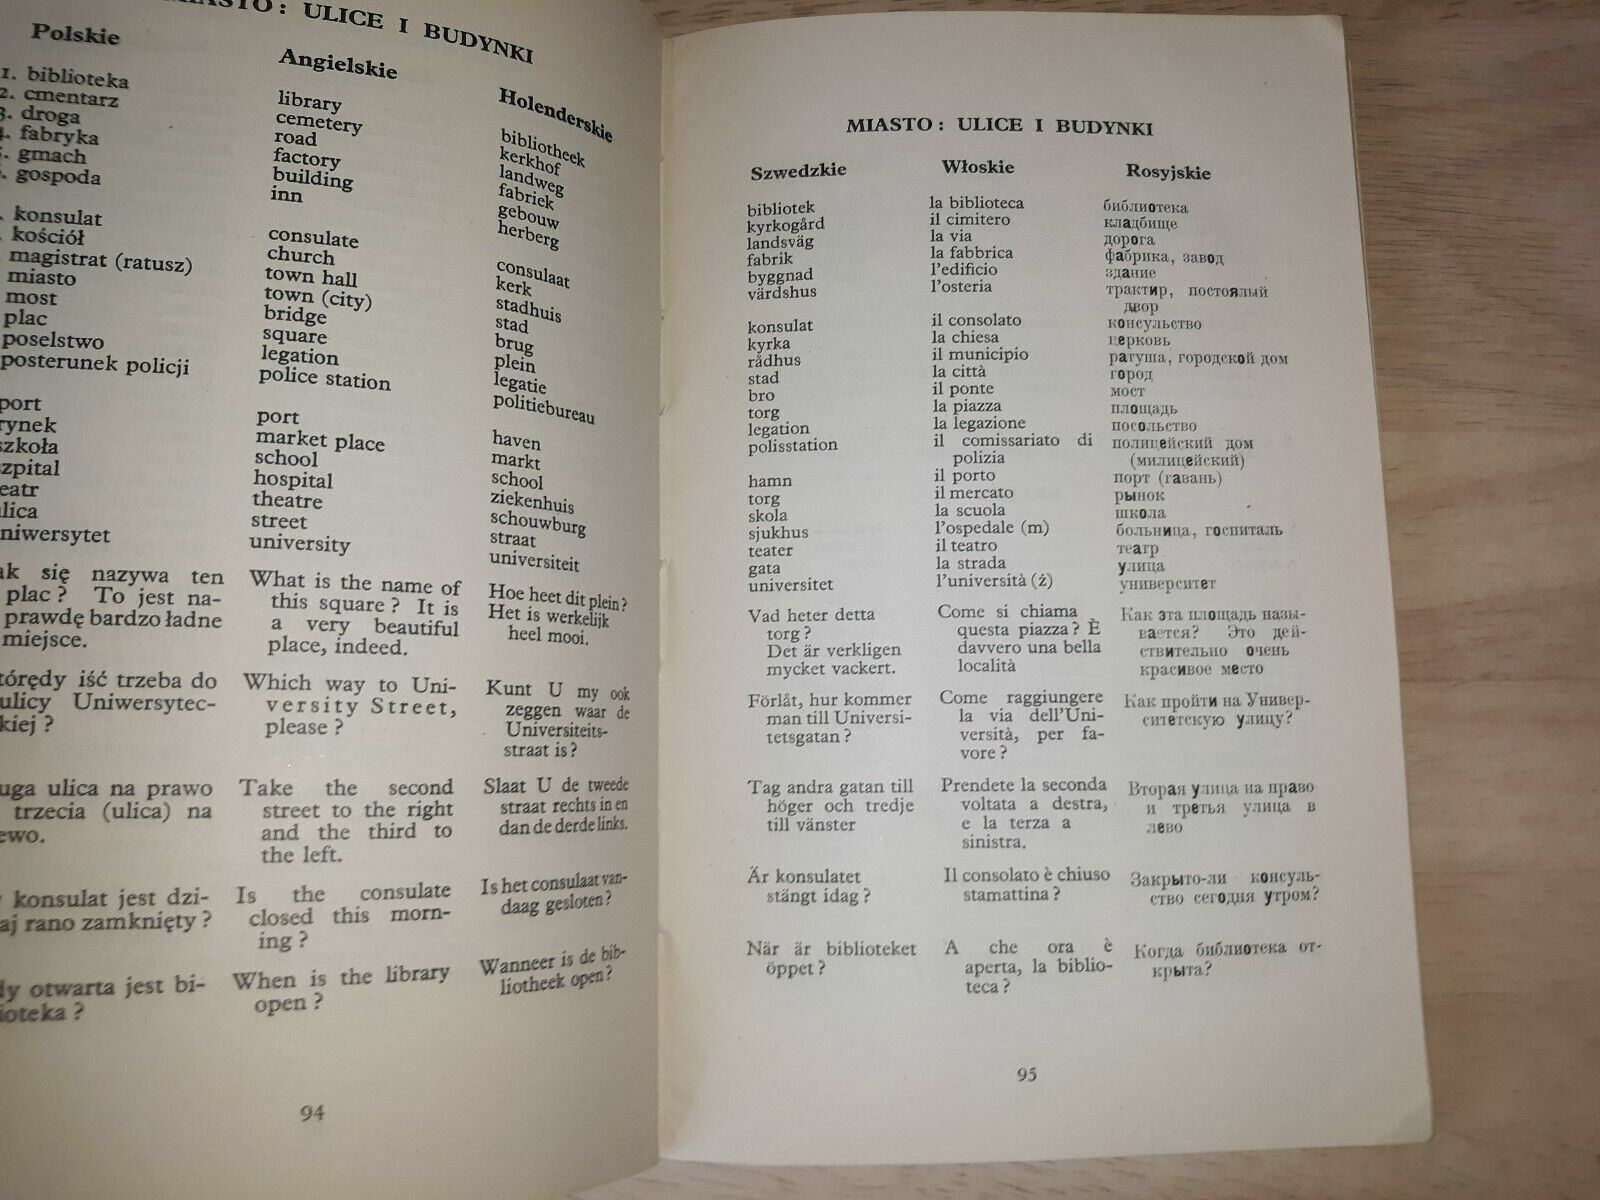 MIASTO: ULICE I BUDYNKI
Polskie
1. biblioteka
2. cmentarz
3. droga
4. fabryka
gmach
gospoda
konsulat
kościół
magistrat (ratusz)
miasto
most
plac
poselstwo
posterunek policji
port
rynek
szkoła
szpital
teatr
ulica
uniwersytet
Jak się nazywa ten
plac? To jest na-
prawdę bardzo ładne
miejsce.
iść trzeba do
ulicy Uniwersytec-
kiej?
ulica na prawo
trzecia (ulica) na
lewo.
konsulat jest dzi-
siaj rano zamknięty?
otwarta jest bi-
blioteka?
Angielskie
library
cemetery
road
factory
building
inn
consulate
church
town hall
town (city)
bridge
square
legation
police station
port
market place
school
hospital
theatre
street
university
What is the name of
this square? It is
a very beautiful
place, indeed.
Which way to Uni-
versity Street,
please?
Take the second
street to the right
and the third to
the left.
Is the consulate
closed this morn-
ing?
When is the library
open?
Holenderskie
bibliotheek
kerkhof
landweg
fabriek
gebouw
herberg
consulaat
kerk
stadhuis
stad
brug
plein
legatie
politiebureau
haven
markt
school
ziekenhuis
schouwburg
straat
universiteit
Hoe heet dit plein?
Het is werkelijk
heel mooi.
Kunt U my ook
zeggen waar de
Universiteits-
straat is?
Slaat U de tweede
straat rechts in en
dan de derde links.
Is het consulaat van-
daag gesloten?
Wanneer is de bib-
liotheek open?
94
MIASTO: ULICE I BUDYNKI
Szwedzkie
bibliotek
kyrkogård
landsväg
fabrik
byggnad
värdshus
konsulat
kyrka
rådhus
stad
bro
torg
legation
polisstation
hamn
torg
skola
sjukhus
teater
gata
universitet
Vad heter detta
torg?
Det är verkligen
mycket vackert.
Förlåt, hur kommer
man till Universi-
tetsgatan?
Tag andra gatan till
höger och tredje
till vänster
Är konsulatet
stängt idag?
När är biblioteket
öppet?
Włoskie
la biblioteca
il cimitero
la via
la fabbrica
l'edificio
l'osteria
il consolato
la chiesa
il municipio
la città
il ponte
la piazza
la legazione
il comissariato di
polizia
il porto
il mercato
la scuola
l'ospedale (m)
il teatro
la strada
l'università (ż)
Come si chiama
questa piazza? È
davvero una bella
località
Come raggiungere
la via dell'Uni-
versità, per fa-
vore?
Prendete la seconda
voltata a destra,
e la terza a
sinistra.
Il consolato è chiuso
stamattina?
A che ora è
aperta, la biblio-
teca?
Rosyjskie
библиотека
кладбище
дорога
фабрика, завод
здание
трактир, постоялый
двор
консульство
церковь
ратуша, городской дом
город
мост
площадь
посольство
полицейский дом
(милицейский)
порт (гавань)
рынок
школа
больница, госпиталь
театр
улица
университет
Как эта площадь назы-
вается? Это дей-
ствительно очень
красивое место
Как пройти на Универ-
ситетскую улицу?
Вторая улица на право
и третья улица в
лево
Закрыто-ли консуль-
ство сегодня утром?
Когда библиотека от-
крыта?
95